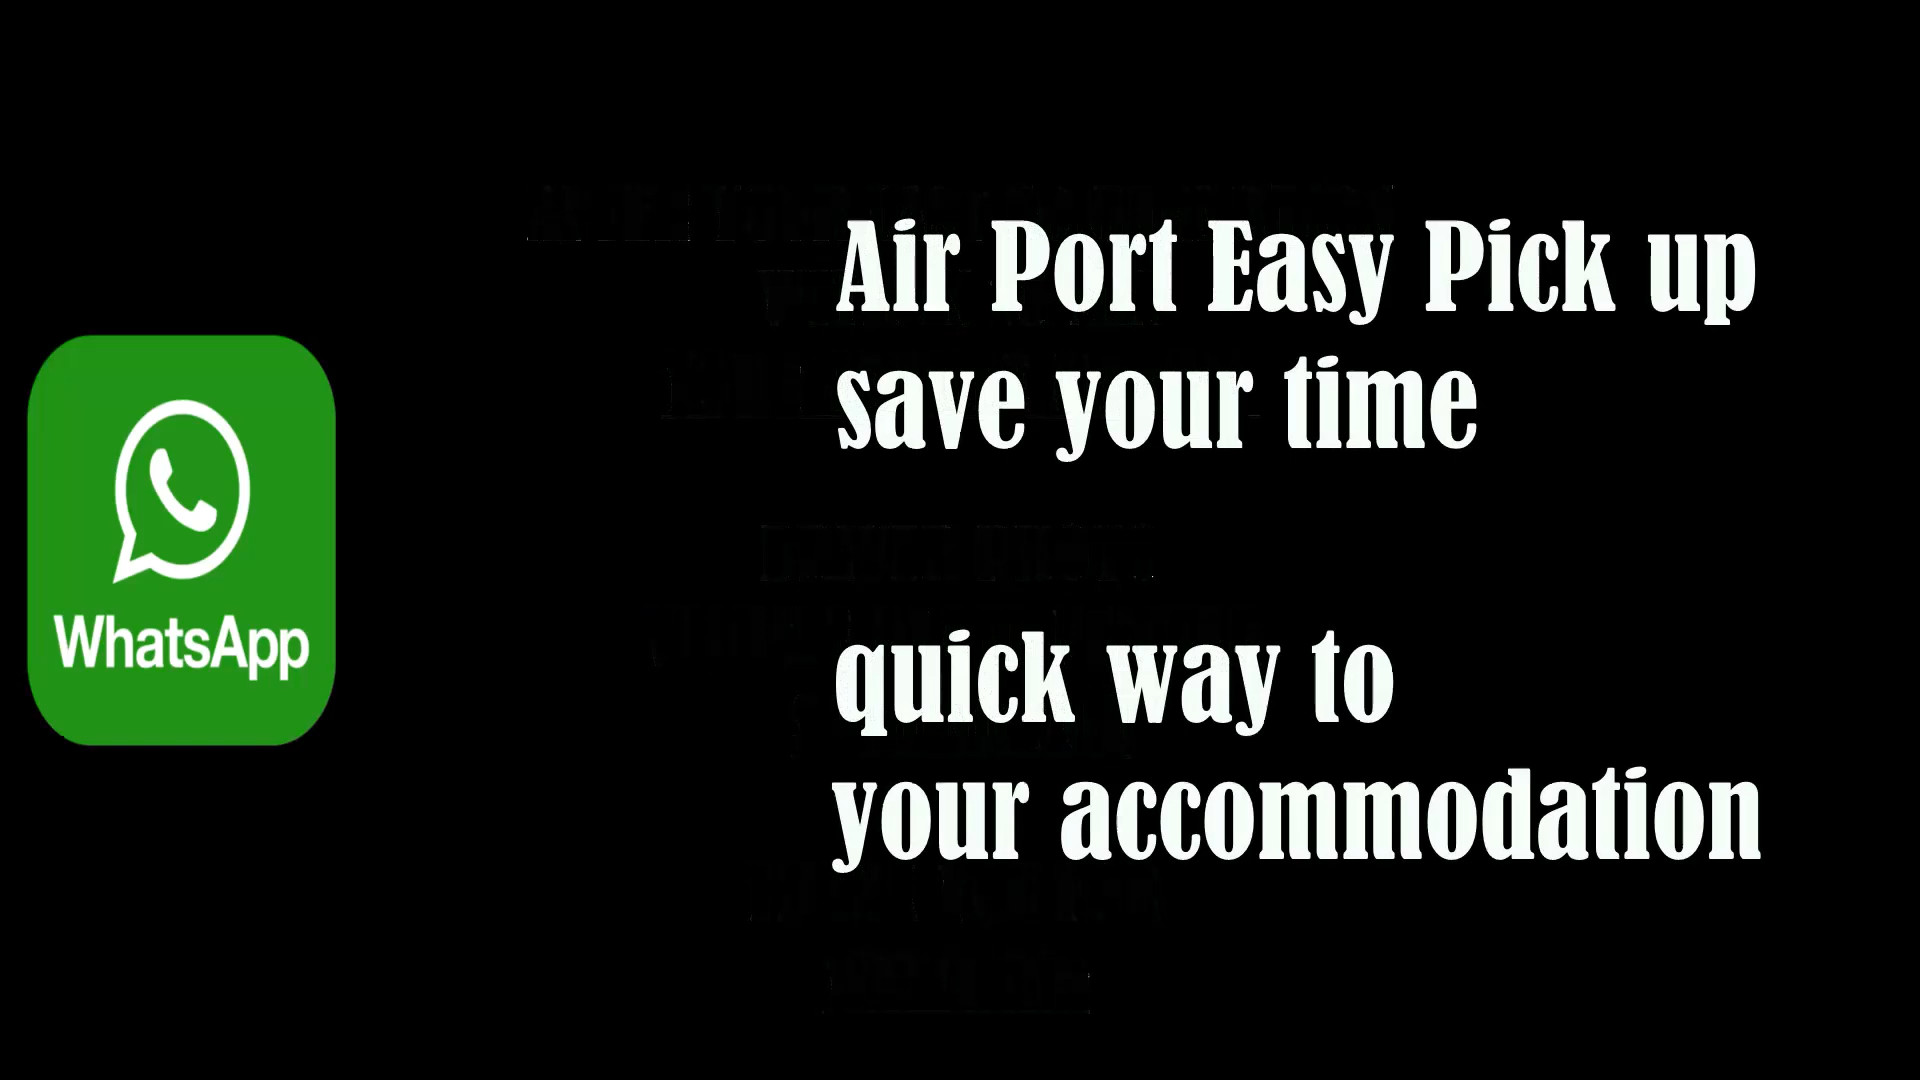 WhatsApp
Air Port Easy Pick up
save your time
quick way to
your accommodation